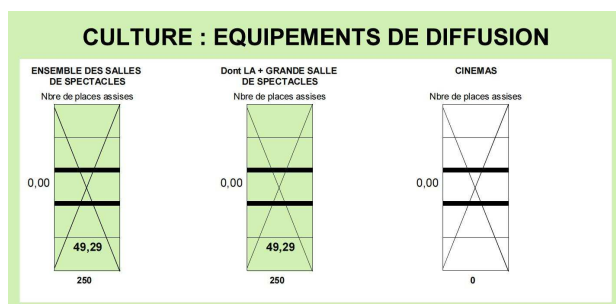 CULTURE : EQUIPEMENTS DE DIFFUSION
ENSEMBLE DES SALLES
DE SPECTACLES
Nbre de places assises
0,00
49,29
250
Dont LA + GRANDE SALLE
DE SPECTACLES
Nbre de places assises
0,00
49,29
250
CINEMAS
Nbre de places assises
0,00
0